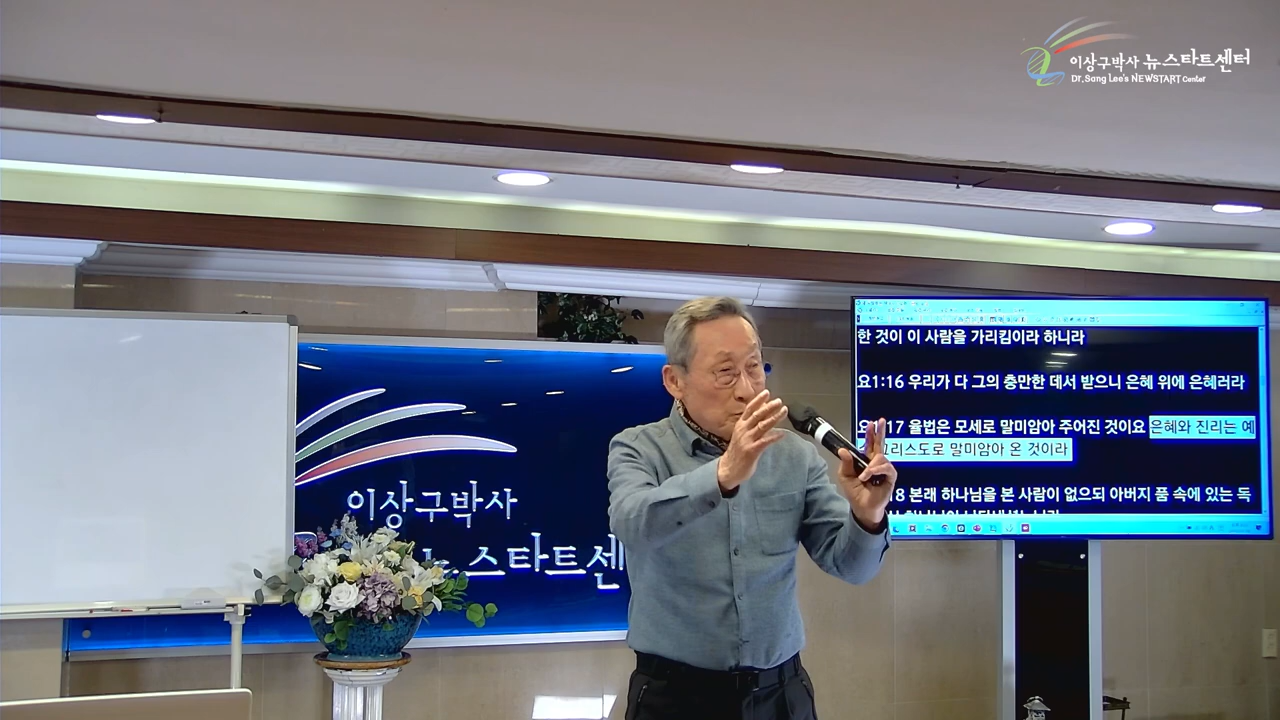 이상구박사 뉴스타트센터
Dr. Sang Lee's NEWSTART Center
한 것이 이 사람을 가리킴이라 하니라
요1:16 우리가 다 그의 충만한 데서 받으니 은혜 위에 은혜러라
17 율법은 모세로 말미암아 주어진 것이요 은혜와 진리는 예
그리스도로 말미암아 온 것이라
8 본래 하나님을 본 사람이 없으되 아버지 품 속에 있는 독
이상구박사
뉴스타트센